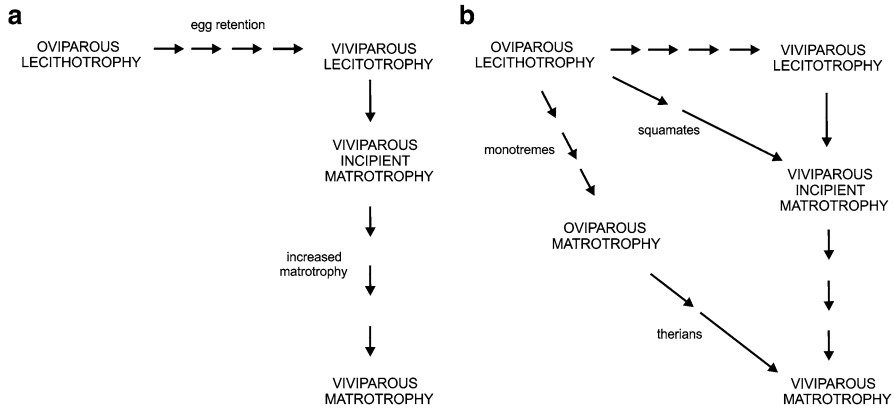 a
egg retention
OVIPAROUS
LECITHOTROPHY
VIVIPAROUS
LECITOTROPHY
VIVIPAROUS
INCIPIENT
MATROTROPHY
increased
matrotrophy
VIVIPAROUS
MATROTROPHY
b
OVIPAROUS
LECITHOTROPHY
VIVIPAROUS
LECITOTROPHY
squamates
monotremes
VIVIPAROUS
INCIPIENT
MATROTROPHY
OVIPAROUS
MATROTROPHY
therians
VIVIPAROUS
MATROTROPHY